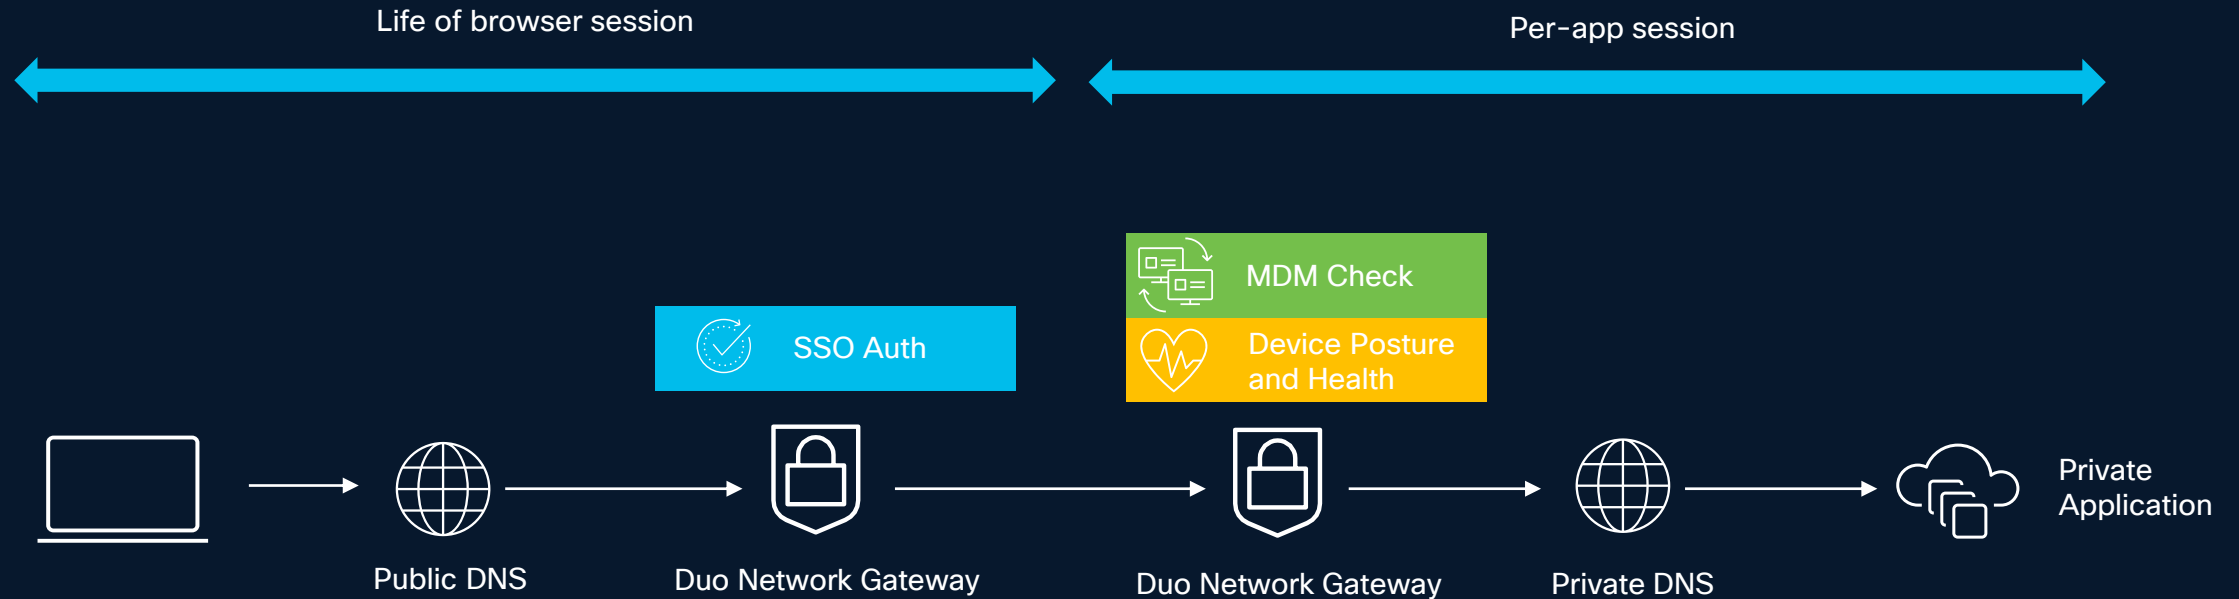 Life of browser session
Per-app session
MDM Check
SSO Auth
Device Posture
and Health
Private
Application
Public DNS
Duo Network Gateway
Duo Network Gateway
Private DNS